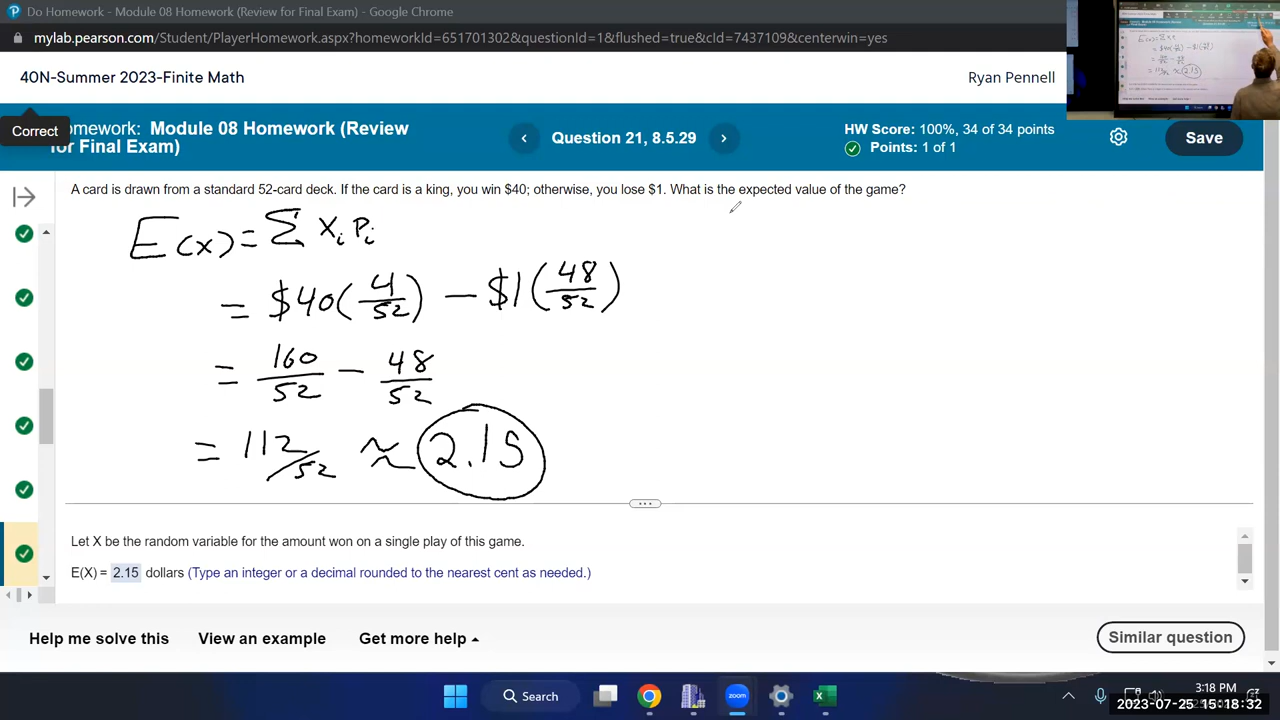 Do Homework - Module 08 Homework (Review for Final Exam) - Google Chrome
mylab.pearson.com/Student/PlayerHomework.aspx
=1&flushed=true
743710&centerwin=yes
40N-Summer 2023-Finite Math
Ryan Pennell
Correct
omework: Module 08 Homework (Review
for Final Exam)
Question 21, 8.5.29
HW Score: 100%, 34 of 34 points
Points: 1 of 1
Save
A card is drawn from a standard 52-card deck. If the card is a king, you win $40; otherwise, you lose $1. What is the expected value of the game?
E(x) = Σ Xi Pi
= $40(4/52) - $1(48/52)
= 160/52 - 48/52
= 112/52 ≈ 2.15
Let X be the random variable for the amount won on a single play of this game.
E(X) = 2.15 dollars (Type an integer or a decimal rounded to the nearest cent as needed.)
Help me solve this
View an example
Get more help
Similar question
Search
zoom
3:18 PM
2023-07-25 15:18:32